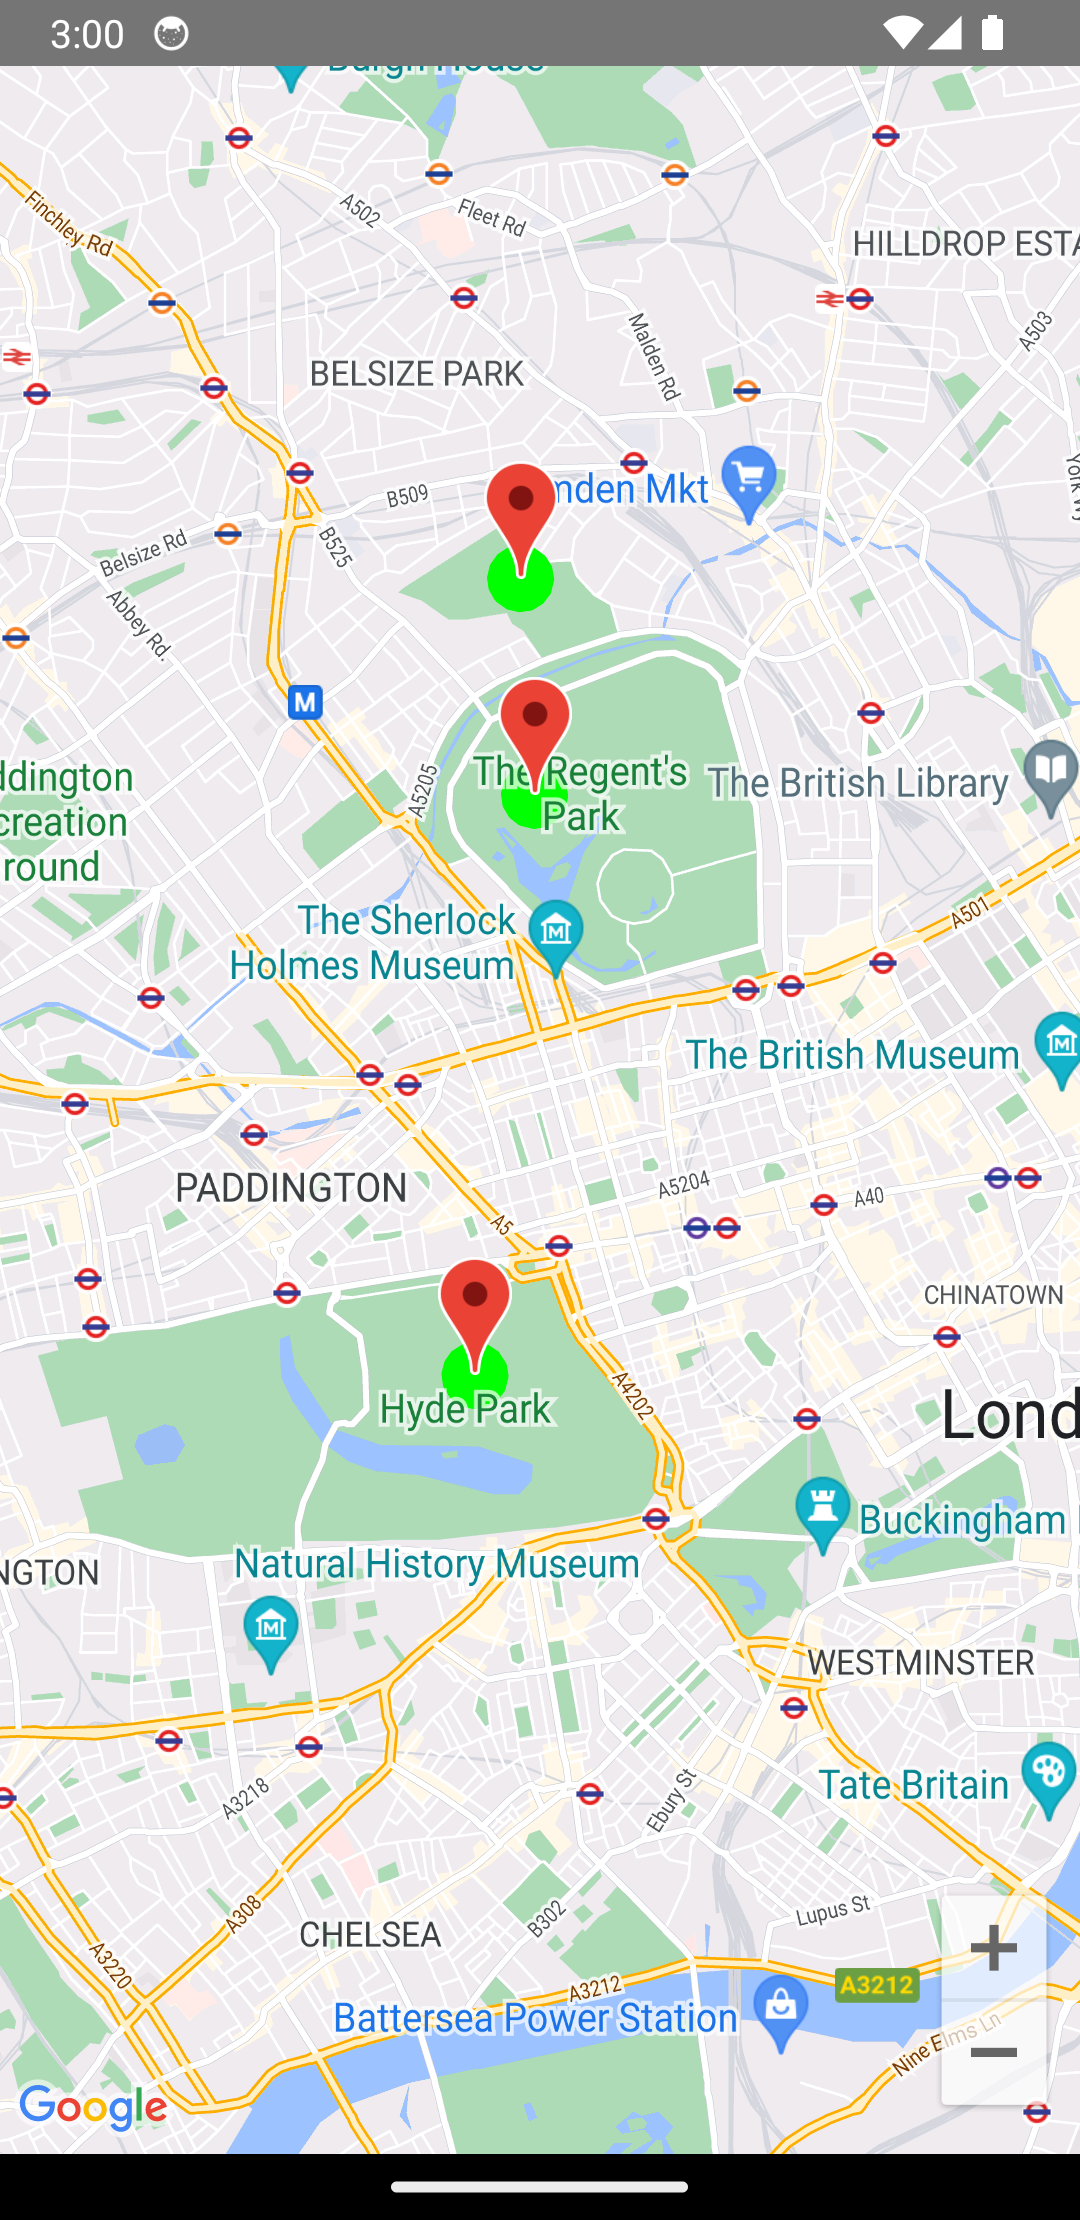 3:00
Burgh House
Finchley Rd
A502
Fleet Rd
HILLDROP ESTA
A503
Malden Rd
BELSIZE PARK
mden Mkt
B509
York Wy
B525
Belsize Rd
Abbey Rd.
M
A5205
The Regent's
Park
The British Library
ddington
creation
round
A501
The Sherlock
Holmes Museum
The British Museum
PADDINGTON
A5204
A40
A5
CHINATOWN
A4202
Hyde Park
Lond
Buckingham
Natural History Museum
NGTON
WESTMINSTER
Tate Britain
Ebury St
A3218
Lupus St
A308
CHELSEA
B302
A3220
A3212
A3212
Battersea Power Station
Nine Elms Ln
Google